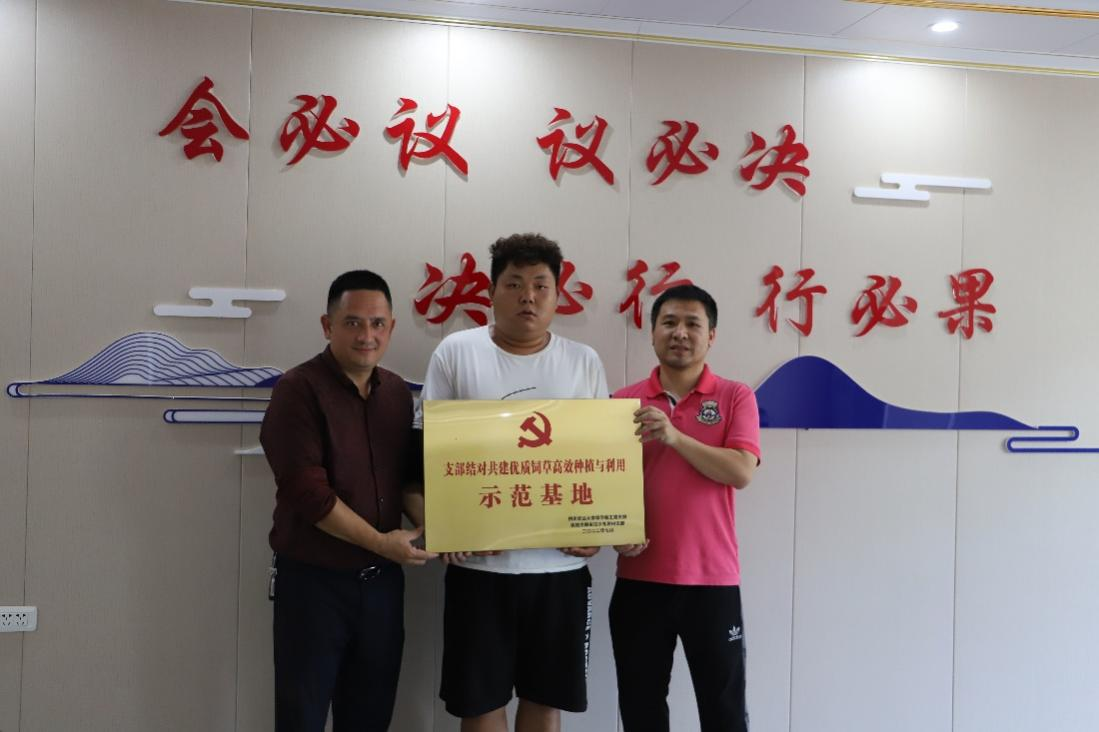 会必议 议必决
决必行 行必果
支部结对共建优质饲草高效种植与利用
示范基地
adidas